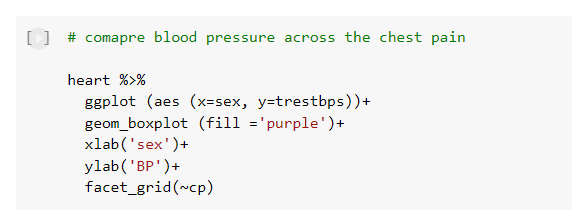 [ ] # comapre blood pressure across the chest pain
heart %>%
  ggplot (aes (x=sex, y=trestbps))+
  geom_boxplot (fill ='purple')+
  xlab('sex')+
  ylab('BP')+
  facet_grid(~cp)